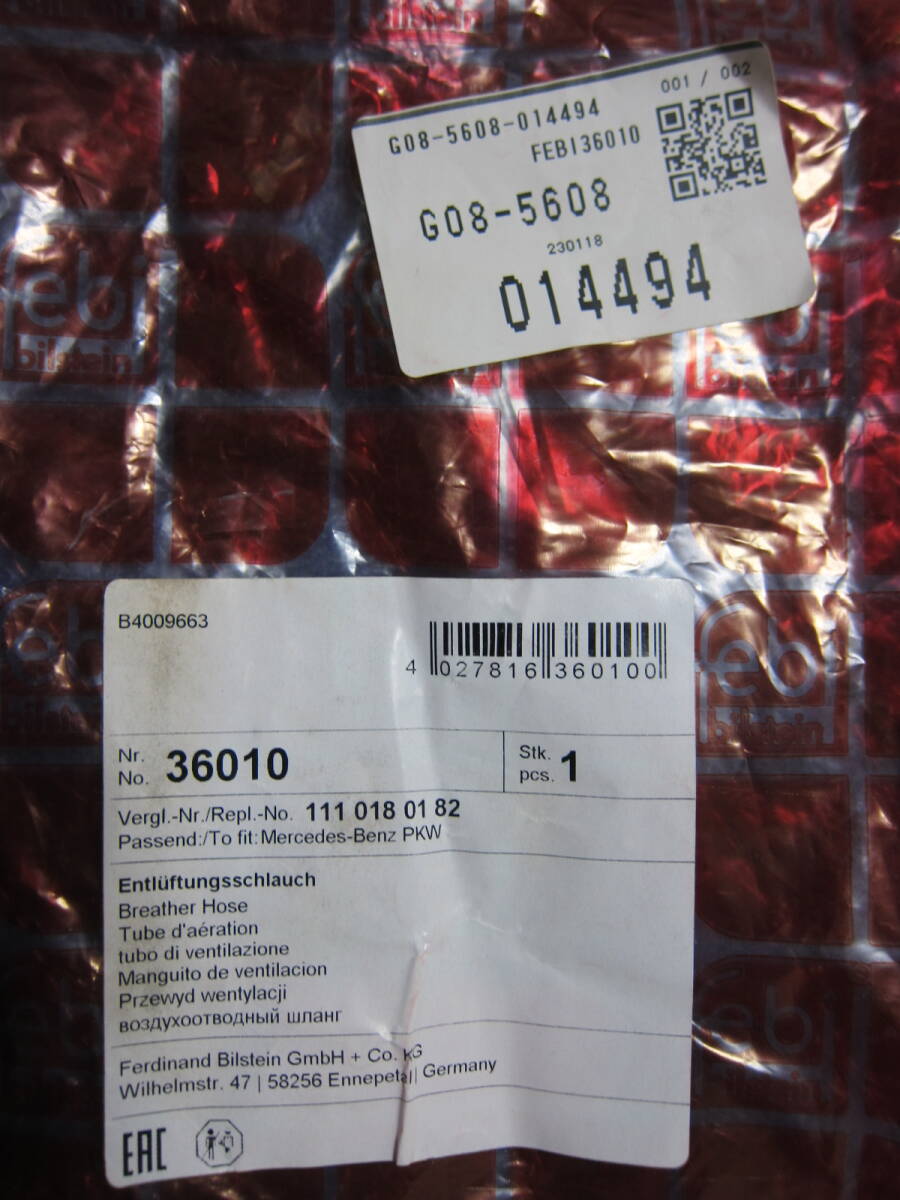 001 / 002
G08-5608-014494
FEBI36010
G08-5608
230118
014494
febi
bilstein
B4009663
4 027816 360100
Nr.
No. 36010
Stk.
pcs. 1
Vergl.-Nr./Repl.-No. 111 018 01 82
Passend:/To fit:Mercedes-Benz PKW
Entlüftungsschlauch
Breather Hose
Tube d'aération
tubo di ventilazione
Manguito de ventilacion
Przewyd wentylacji
воздухоотводный шланг
Ferdinand Bilstein GmbH + Co. KG
Wilhelmstr. 47 | 58256 Ennepetal | Germany
EAC
febi
bilstein